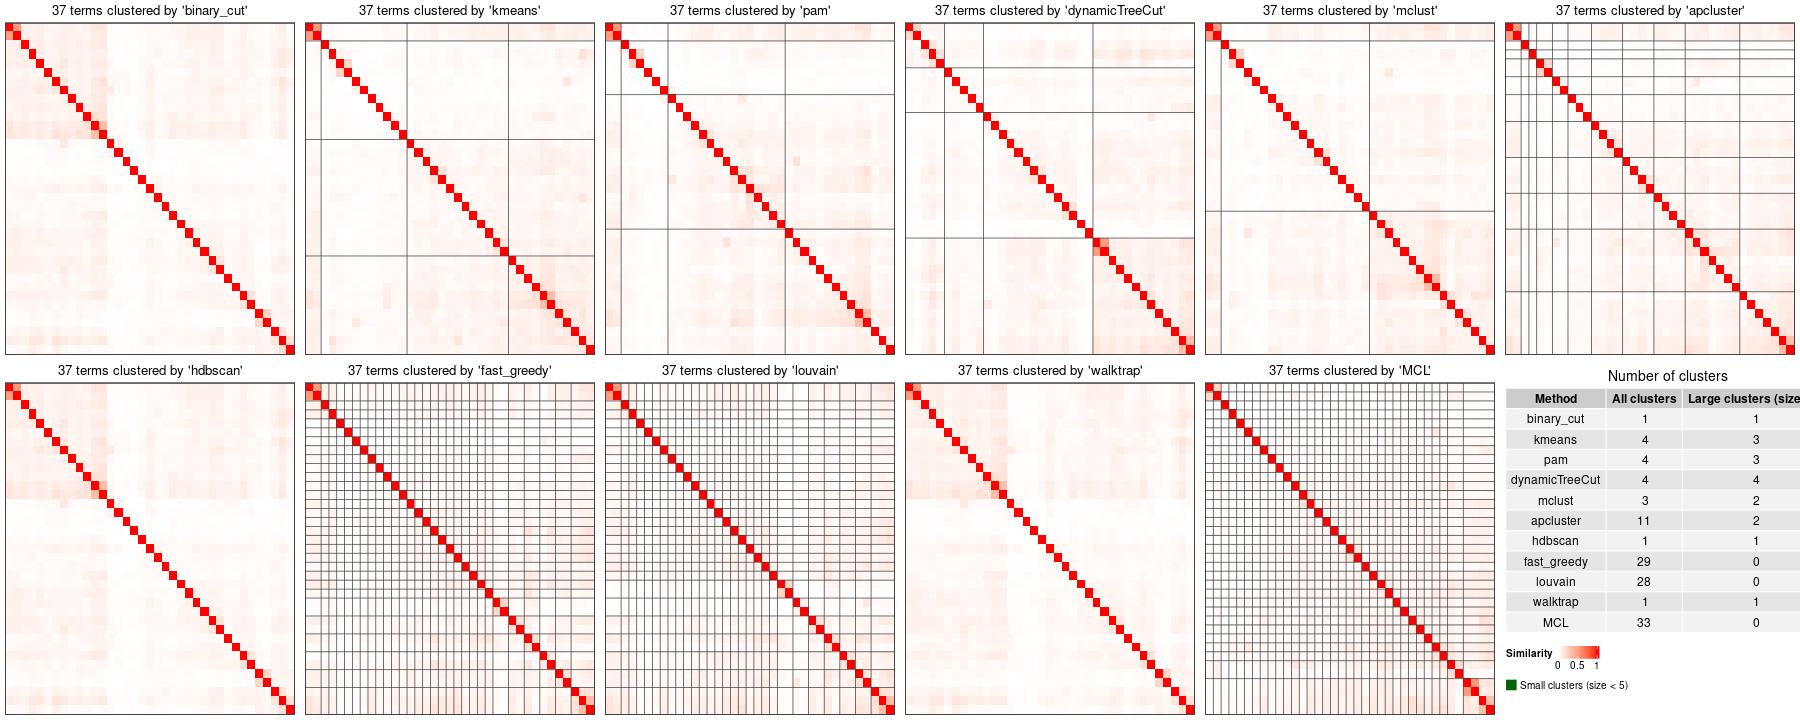 37 terms clustered by 'binary_cut'
37 terms clustered by 'kmeans'
37 terms clustered by 'pam'
37 terms clustered by 'dynamicTreeCut'
37 terms clustered by 'mclust'
37 terms clustered by 'apcluster'
37 terms clustered by 'hdbscan'
37 terms clustered by 'fast_greedy'
37 terms clustered by 'louvain'
37 terms clustered by 'walktrap'
37 terms clustered by 'MCL'
Number of clusters
Method All clusters Large clusters (size
binary_cut 1 1
kmeans 4 3
pam 4 3
dynamicTreeCut 4 4
mclust 3 2
apcluster 11 2
hdbscan 1 1
fast_greedy 29 0
louvain 28 0
walktrap 1 1
MCL 33 0
Similarity
0 0.5 1
Small clusters (size < 5)